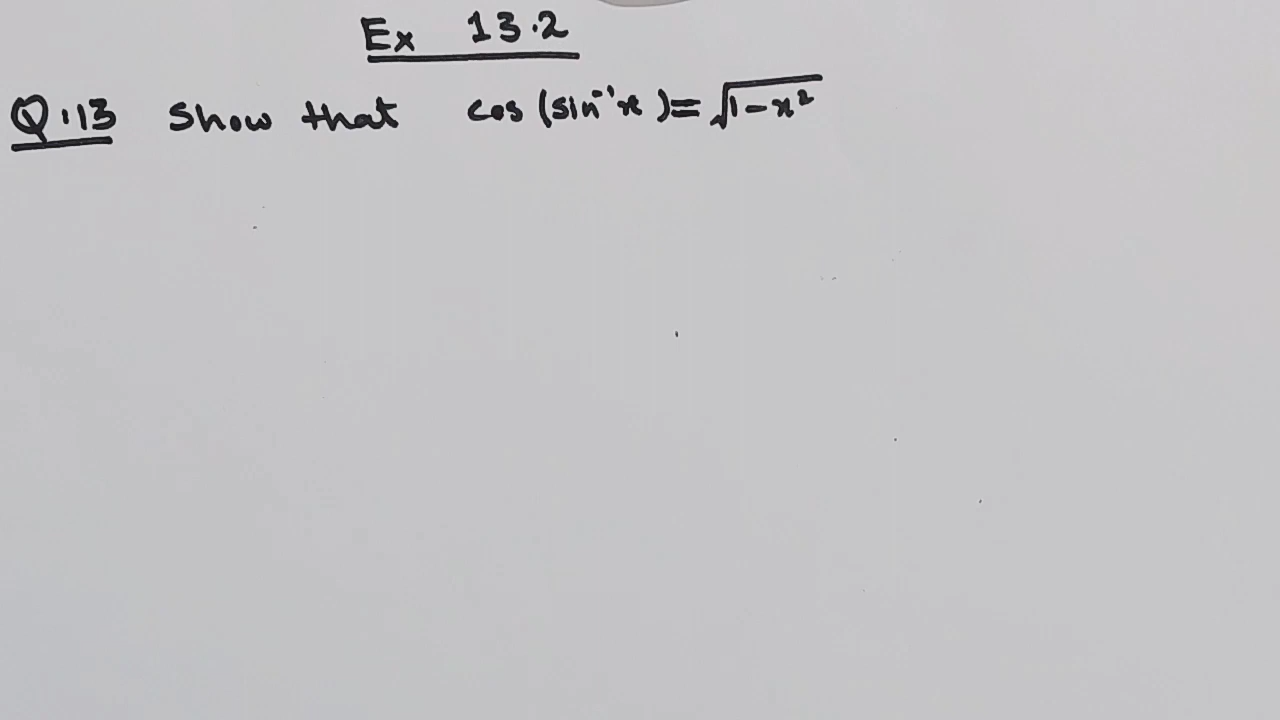 Ex 13.2
Q:13 Show that cos(sin⁻¹x)=√1-x²